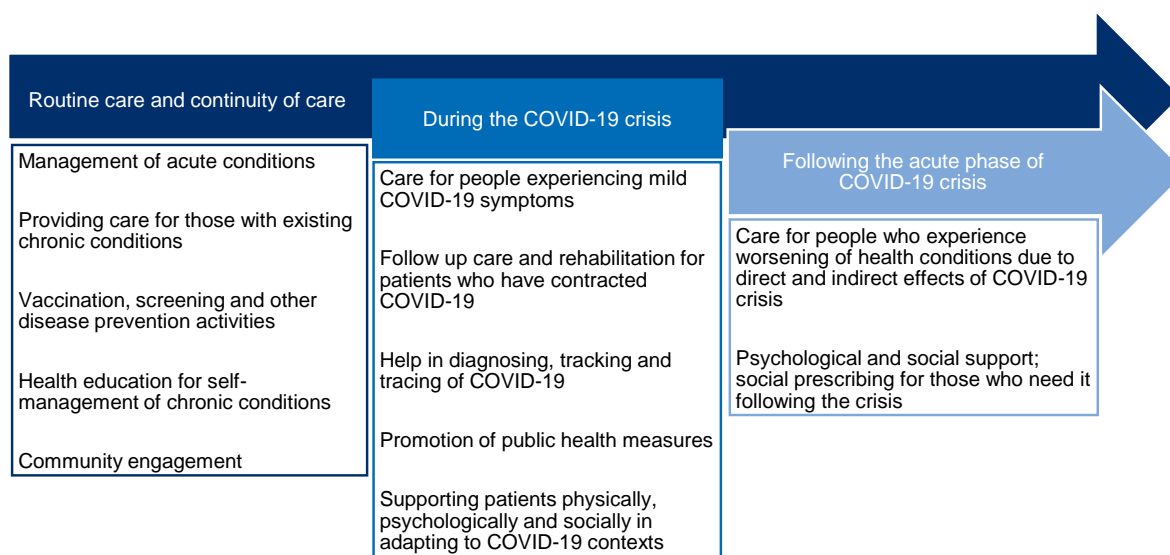 Routine care and continuity of care
Management of acute conditions
Providing care for those with existing
chronic conditions
Vaccination, screening and other
disease prevention activities
Health education for self-
management of chronic conditions
Community engagement
During the COVID-19 crisis
Care for people experiencing mild
COVID-19 symptoms
Follow up care and rehabilitation for
patients who have contracted
COVID-19
Help in diagnosing, tracking and
tracing of COVID-19
Promotion of public health measures
Supporting patients physically,
psychologically and socially in
adapting to COVID-19 contexts
Following the acute phase of
COVID-19 crisis
Care for people who experience
worsening of health conditions due to
direct and indirect effects of COVID-19
crisis
Psychological and social support;
social prescribing for those who need it
following the crisis